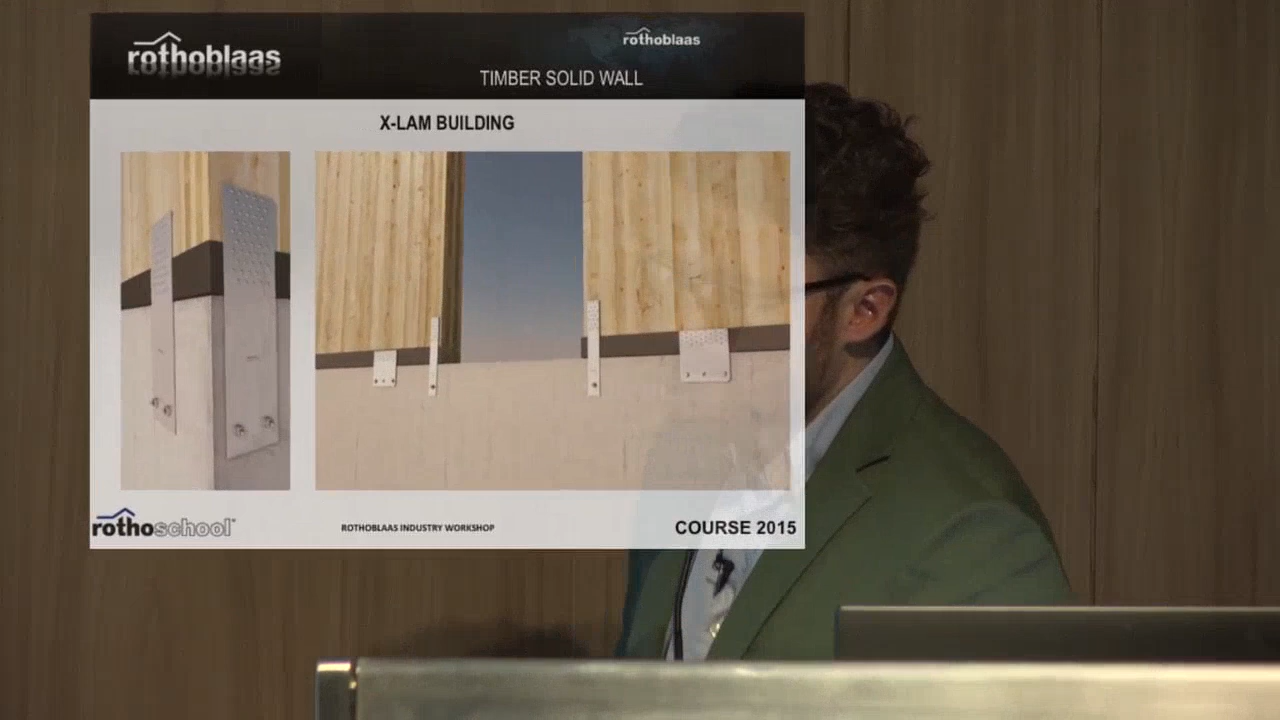 rothoblaas
rothoblaas
TIMBER SOLID WALL
X-LAM BUILDING
rothoschool
ROTHOBLAAS INDUSTRY WORKSHOP
COURSE 2015